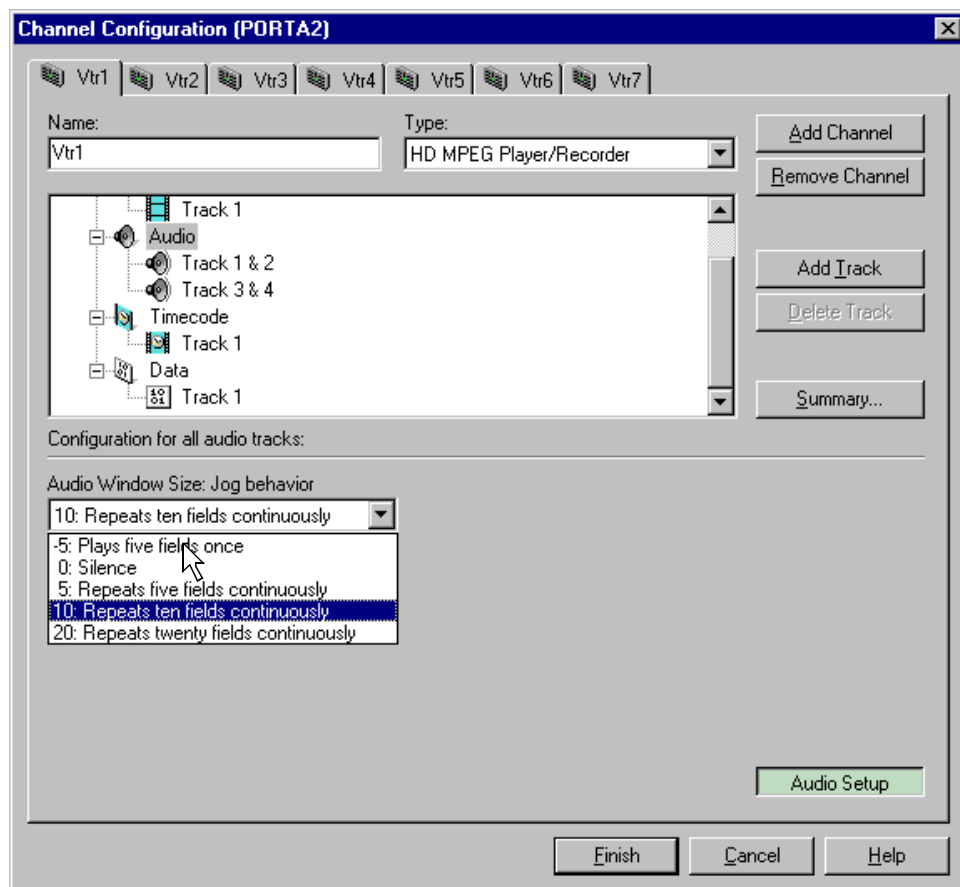 Channel Configuration (PORTA2)
Vtr1 Vtr2 Vtr3 Vtr4 Vtr5 Vtr6 Vtr7
Name:
Vtr1
Type:
HD MPEG Player/Recorder
Add Channel
Remove Channel
Track 1
Audio
Track 1 & 2
Track 3 & 4
Timecode
Track 1
Data
Track 1
Add Track
Delete Track
Summary...
Configuration for all audio tracks:
Audio Window Size: Jog behavior
10: Repeats ten fields continuously
-5: Plays five fields once
0: Silence
5: Repeats five fields continuously
10: Repeats ten fields continuously
20: Repeats twenty fields continuously
Audio Setup
Finish Cancel Help